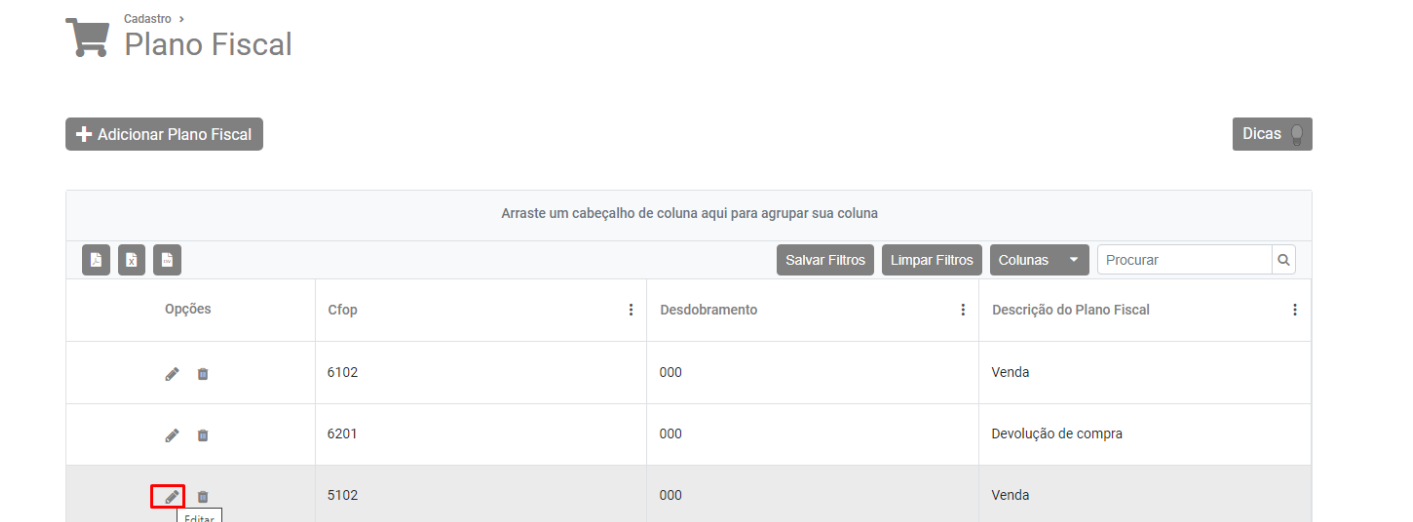 Cadastro >
Plano Fiscal
Adicionar Plano Fiscal
Dicas
Arraste um cabeçalho de coluna aqui para agrupar sua coluna
Salvar Filtros Limpar Filtros Colunas Procurar
Opções Cfop Desdobramento Descrição do Plano Fiscal
6102 000 Venda
6201 000 Devolução de compra
5102 000 Venda
Editar